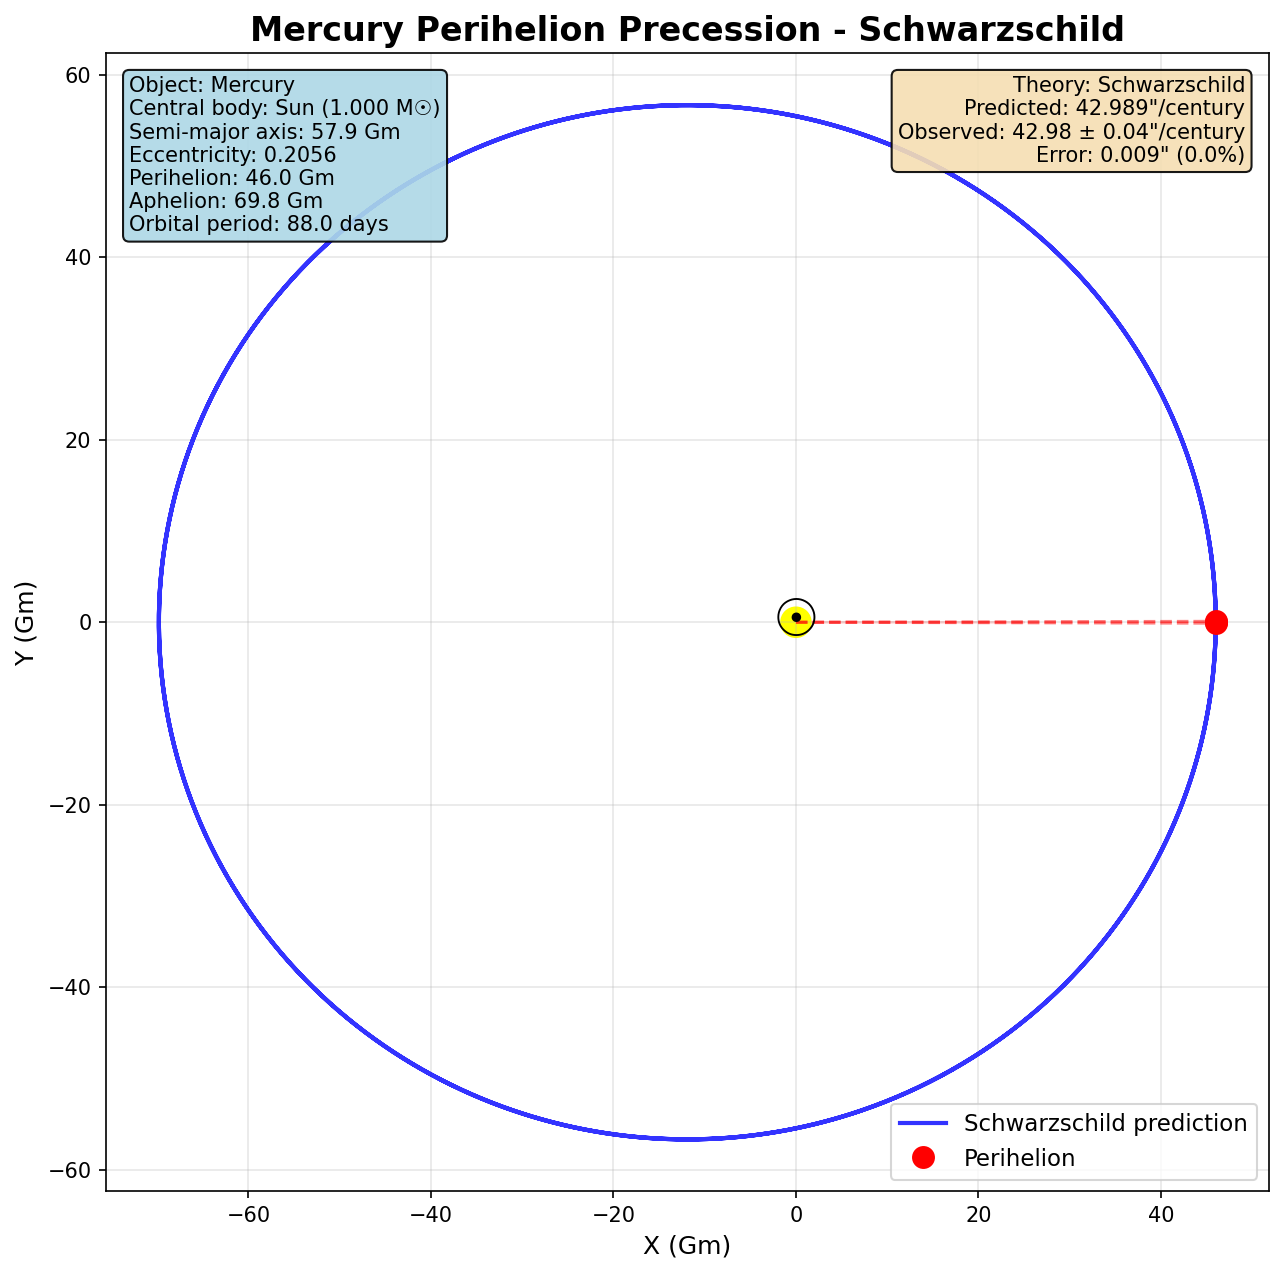 Mercury Perihelion Precession - Schwarzschild
Object: Mercury
Central body: Sun (1.000 M☉)
Semi-major axis: 57.9 Gm
Eccentricity: 0.2056
Perihelion: 46.0 Gm
Aphelion: 69.8 Gm
Orbital period: 88.0 days
Theory: Schwarzschild
Predicted: 42.989"/century
Observed: 42.98 ± 0.04"/century
Error: 0.009" (0.0%)
60
40
20
0
−20
−40
−60
Y (Gm)
Schwarzschild prediction
Perihelion
−60
−40
−20
0
20
40
X (Gm)